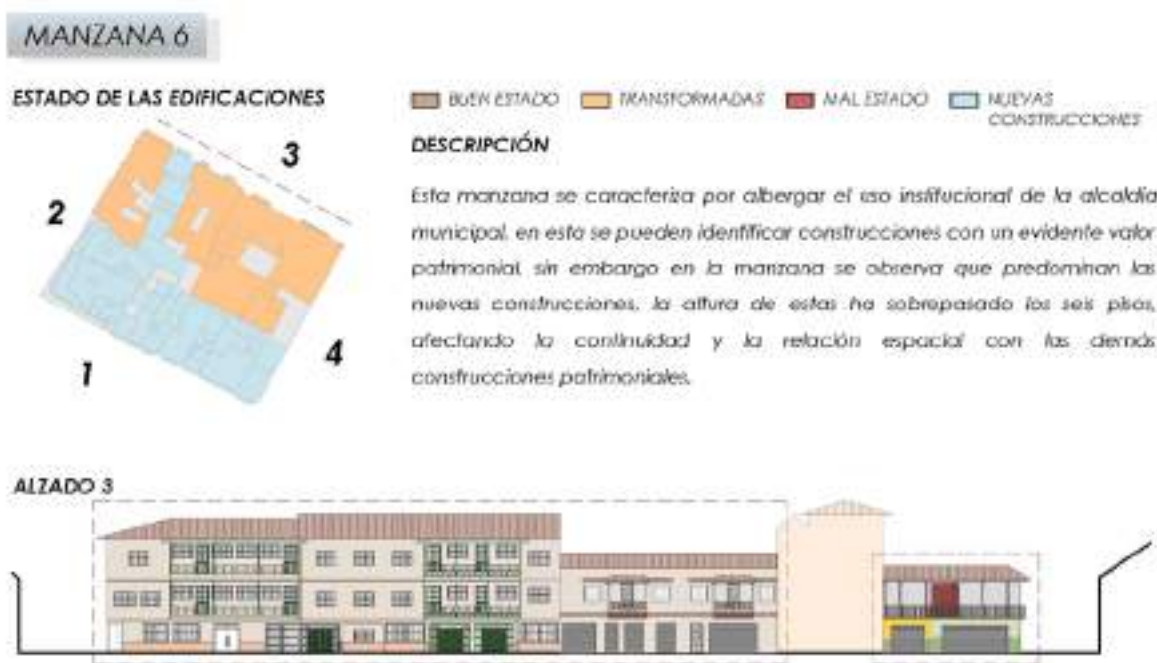 MANZANA 6
ESTADO DE LAS EDIFICACIONES
BUEN ESTADO TRANSFORMADAS MAL ESTADO NUEVAS
CONSTRUCCIONES
DESCRIPCIÓN
Esta manzana se caracteriza por albergar el uso institucional de la alcaldía
municipal, en esta se pueden identificar construcciones con un evidente valor
patrimonial, sin embargo en la manzana se observa que predominan las
nuevas construcciones, la altura de estas ha sobrepasado los seis pisos,
afectando la continuidad y la relación espacial con las demás
construcciones patrimoniales.
3
2
4
1
ALZADO 3